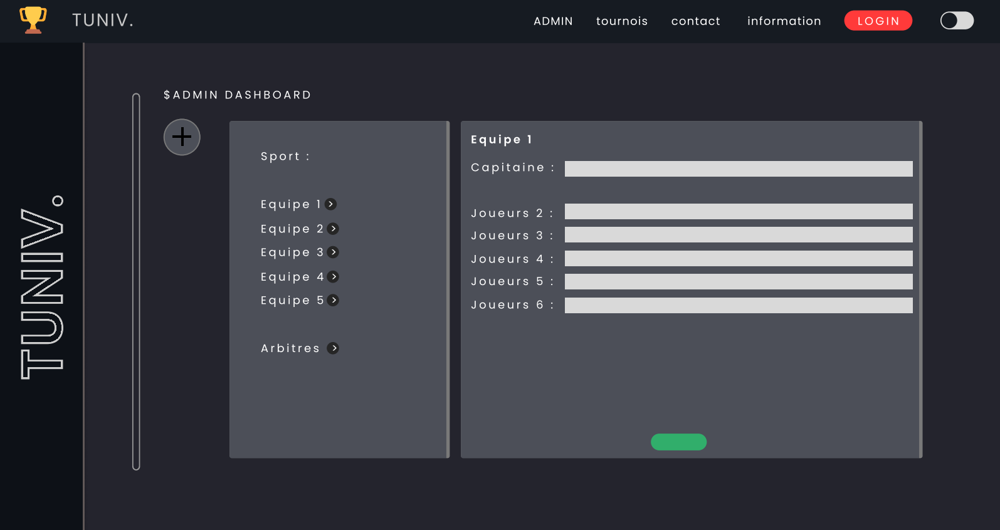 TUNIV.
ADMIN tournois contact information LOGIN
TUNIV.
$ADMIN DASHBOARD
Sport :
Equipe 1 >
Equipe 2 >
Equipe 3 >
Equipe 4 >
Equipe 5 >
Arbitres >
Equipe 1
Capitaine :
Joueurs 2 :
Joueurs 3 :
Joueurs 4 :
Joueurs 5 :
Joueurs 6 :